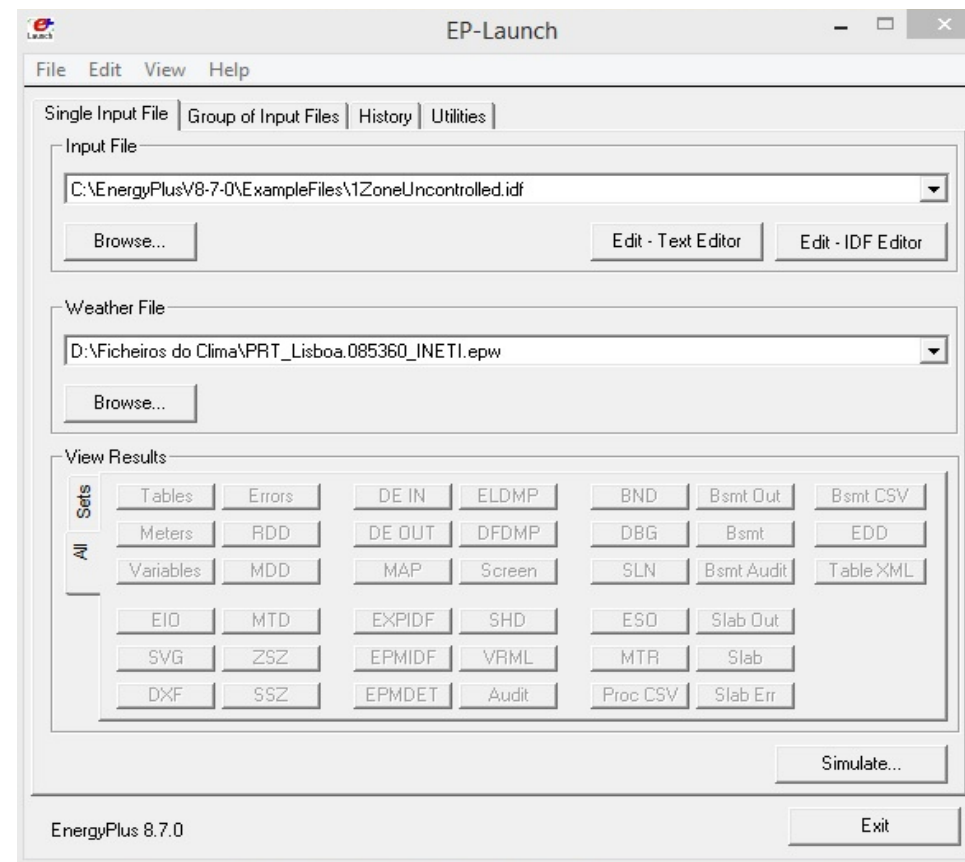 EP-Launch
File Edit View Help
Single Input File Group of Input Files History Utilities
Input File
C:\EnergyPlusV8-7-0\ExampleFiles\1ZoneUncontrolled.idf
Browse... Edit - Text Editor Edit - IDF Editor
Weather File
D:\Ficheiros do Clima\PRT_Lisboa.085360_INETI.epw
Browse...
View Results
Sets
All
Tables Errors DE IN ELDMP BND Bsmt Out Bsmt CSV
Meters RDD DE OUT DFDMP DBG Bsmt EDD
Variables MDD MAP Screen SLN Bsmt Audit Table XML
EIO MTD EXPIDF SHD ESO Slab Out
SVG ZSZ EPMIDF VRML MTR Slab
DXF SSZ EPMDET Audit Proc CSV Slab Err
Simulate...
EnergyPlus 8.7.0 Exit